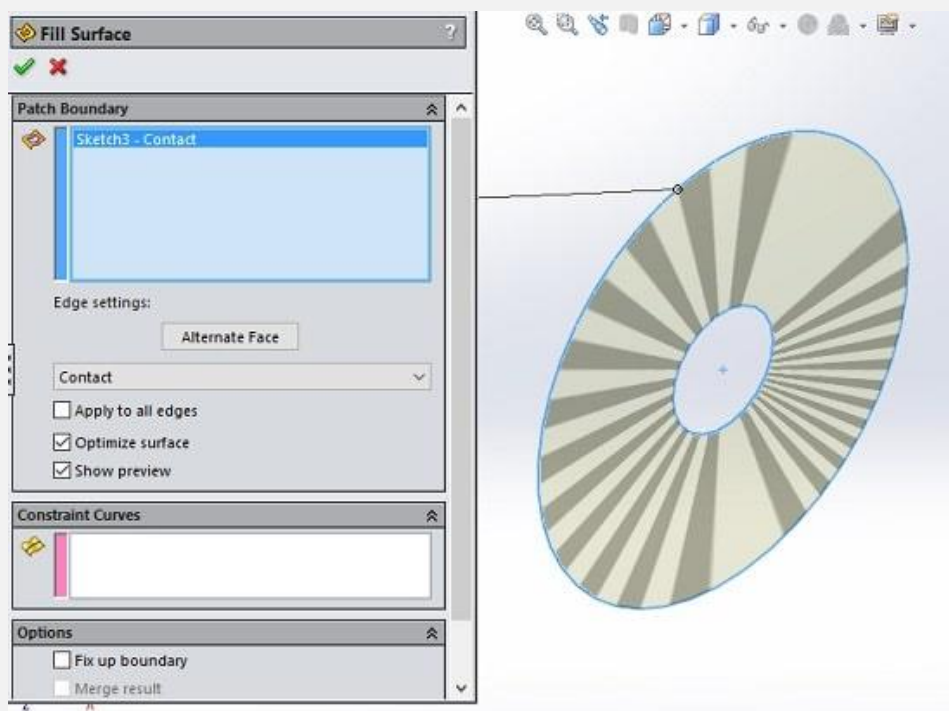 Fill Surface
?
Patch Boundary
Sketch3 - Contact
Edge settings:
Alternate Face
Contact
Apply to all edges
Optimize surface
Show preview
Constraint Curves
Options
Fix up boundary
Merge result